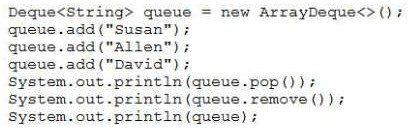 Deque<String> queue = new ArrayDeque<>();
queue.add("Susan");
queue.add("Allen");
queue.add("David");
System.out.println(queue.pop());
System.out.println(queue.remove());
System.out.println(queue);